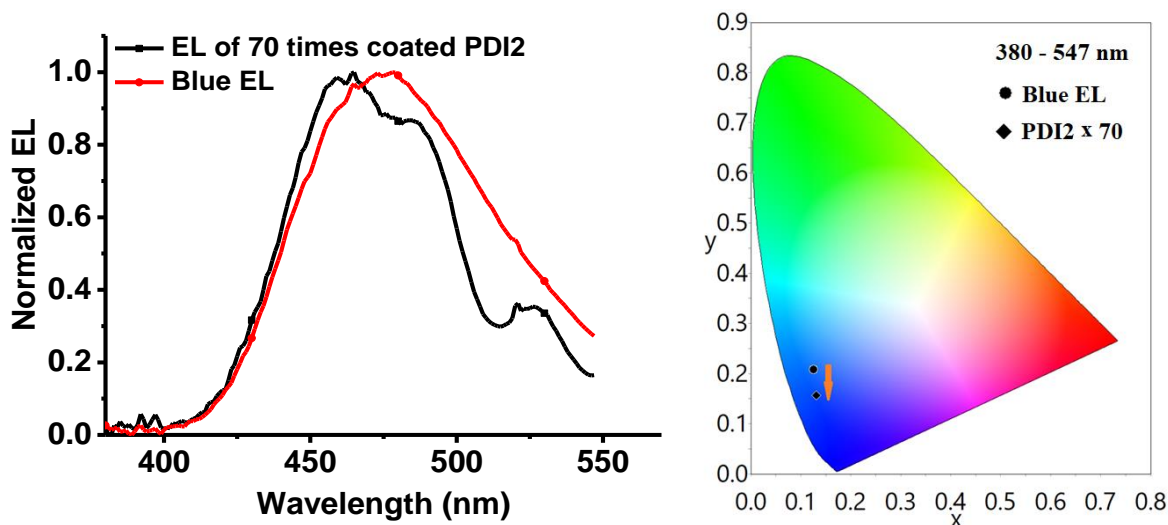 EL of 70 times coated PDI2
Blue EL
Normalized EL
1.0
0.8
0.6
0.4
0.2
0.0
400 450 500 550
Wavelength (nm)
0.9
0.8
0.7
0.6
0.5
y
0.4
0.3
0.2
0.1
0.0
0.0 0.1 0.2 0.3 0.4 0.5 0.6 0.7 0.8
x
380 - 547 nm
Blue EL
PDI2 x 70